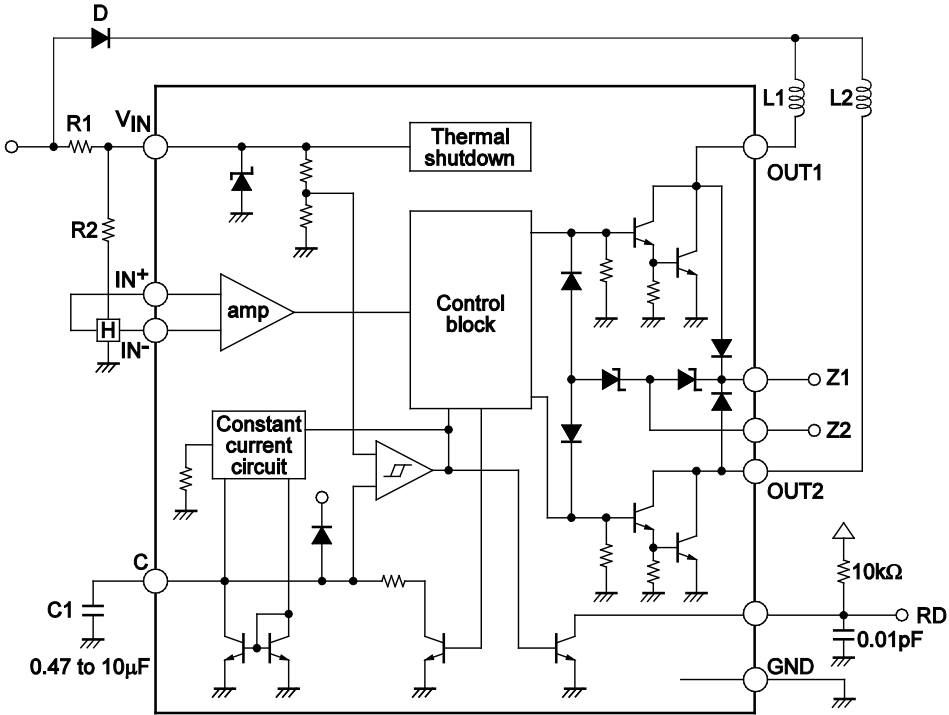 D
L1
L2
R1
VIN
Thermal
shutdown
OUT1
R2
IN+
amp
Control
block
H
IN-
Z1
Z2
Constant
current
circuit
OUT2
C
10kΩ
C1
RD
0.01pF
0.47 to 10μF
GND